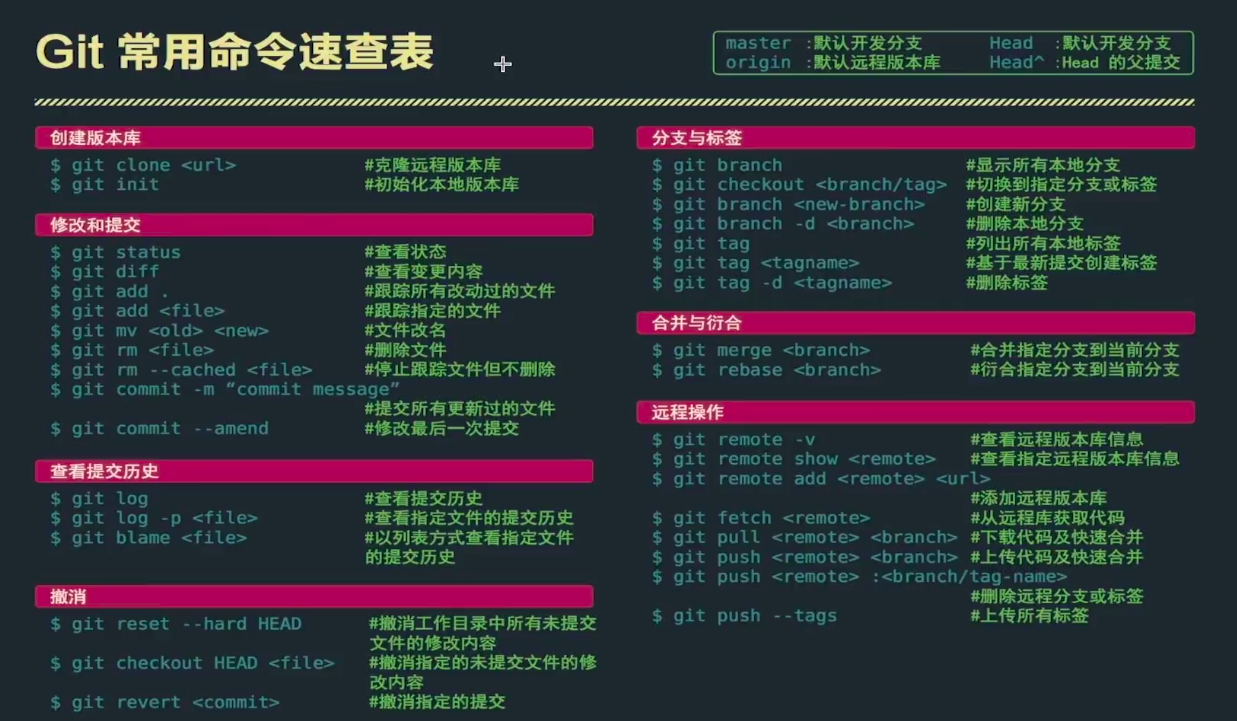 Git 常用命令速查表
master :默认开发分支 Head :默认开发分支
origin :默认远程版本库 Head^ :Head 的父提交
创建版本库
$ git clone <url> #克隆远程版本库
$ git init #初始化本地版本库
修改和提交
$ git status #查看状态
$ git diff #查看变更内容
$ git add . #跟踪所有改动过的文件
$ git add <file> #跟踪指定的文件
$ git mv <old> <new> #文件改名
$ git rm <file> #删除文件
$ git rm --cached <file> #停止跟踪文件但不删除
$ git commit -m “commit message”
#提交所有更新过的文件
$ git commit --amend #修改最后一次提交
查看提交历史
$ git log #查看提交历史
$ git log -p <file> #查看指定文件的提交历史
$ git blame <file> #以列表方式查看指定文件
的提交历史
撤消
$ git reset --hard HEAD #撤消工作目录中所有未提交
文件的修改内容
$ git checkout HEAD <file> #撤消指定的未提交文件的修
改内容
$ git revert <commit> #撤消指定的提交
分支与标签
$ git branch #显示所有本地分支
$ git checkout <branch/tag> #切换到指定分支或标签
$ git branch <new-branch> #创建新分支
$ git branch -d <branch> #删除本地分支
$ git tag #列出所有本地标签
$ git tag <tagname> #基于最新提交创建标签
$ git tag -d <tagname> #删除标签
合并与衍合
$ git merge <branch> #合并指定分支到当前分支
$ git rebase <branch> #衍合指定分支到当前分支
远程操作
$ git remote -v #查看远程版本库信息
$ git remote show <remote> #查看指定远程版本库信息
$ git remote add <remote> <url>
#添加远程版本库
$ git fetch <remote> #从远程库获取代码
$ git pull <remote> <branch> #下载代码及快速合并
$ git push <remote> <branch> #上传代码及快速合并
$ git push <remote> :<branch/tag-name>
#删除远程分支或标签
$ git push --tags #上传所有标签